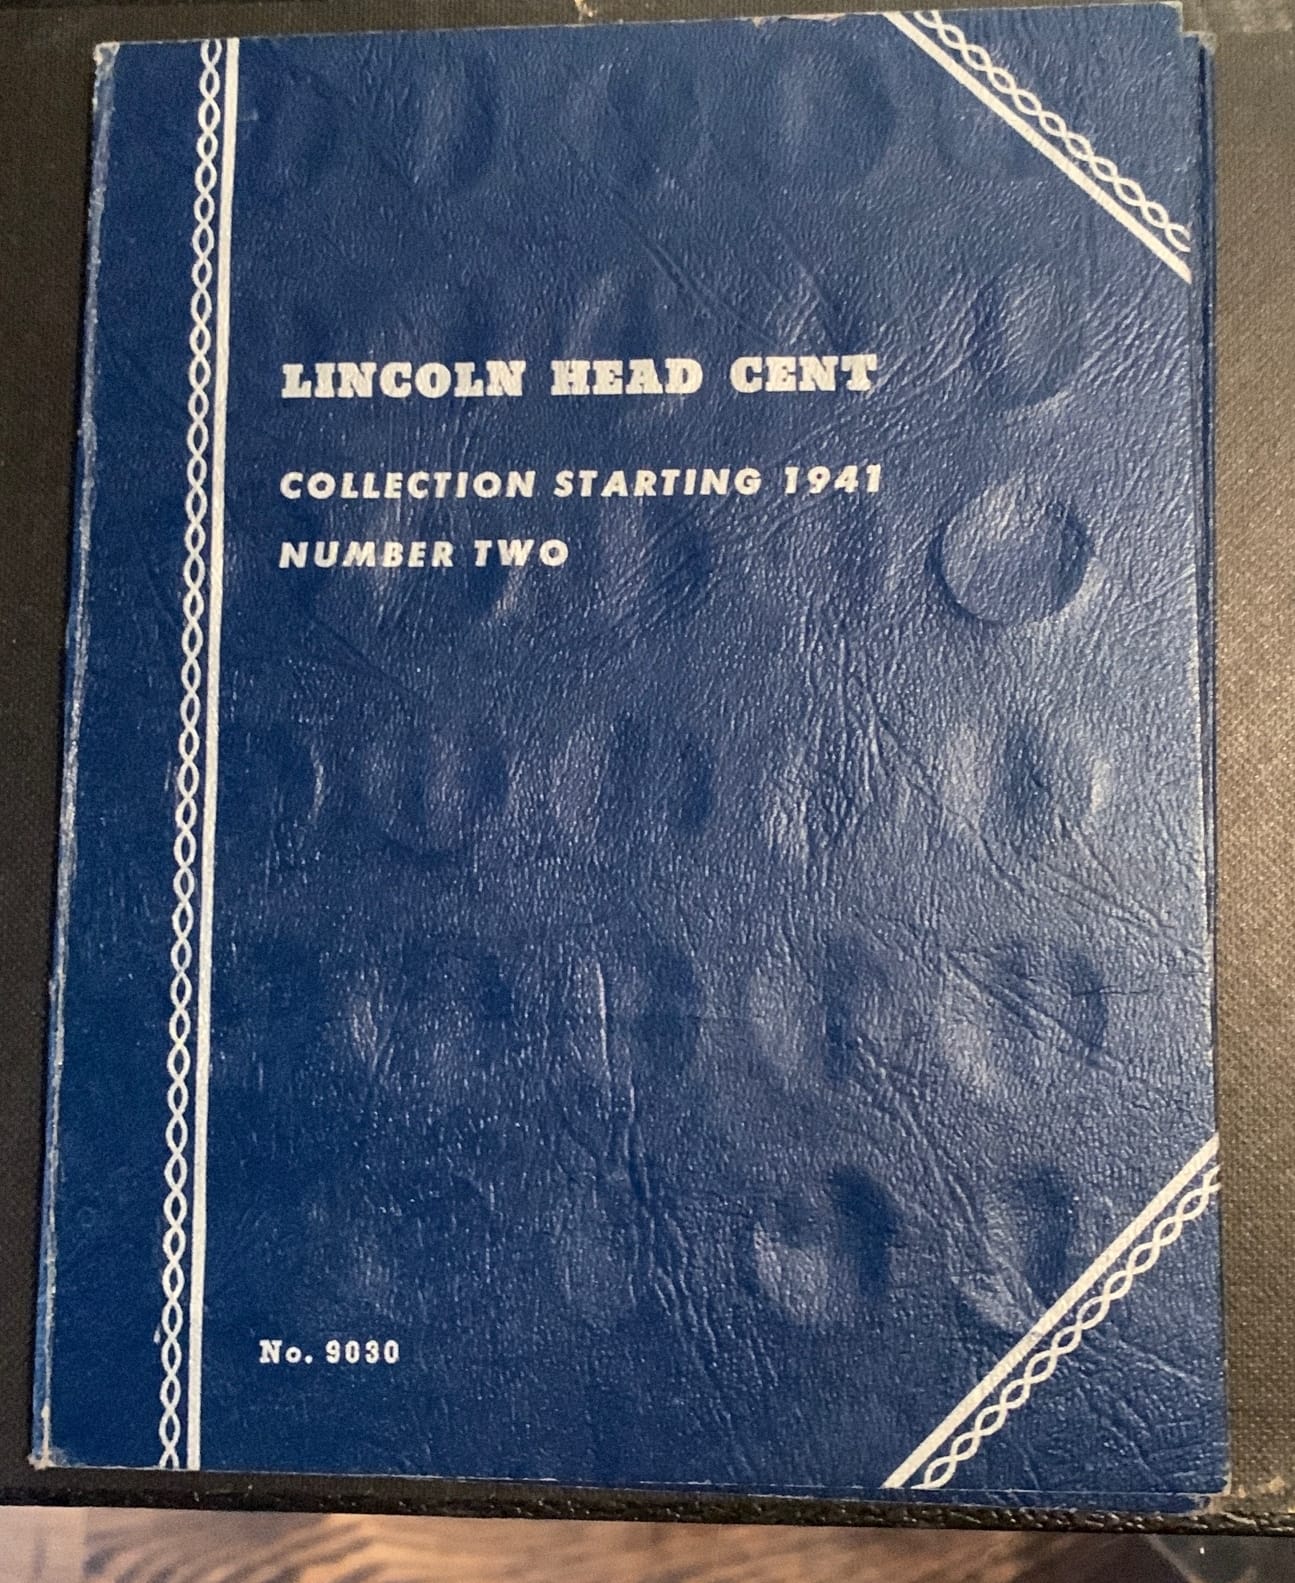 LINCOLN HEAD CENT
COLLECTION STARTING 1941
NUMBER TWO
No. 9030